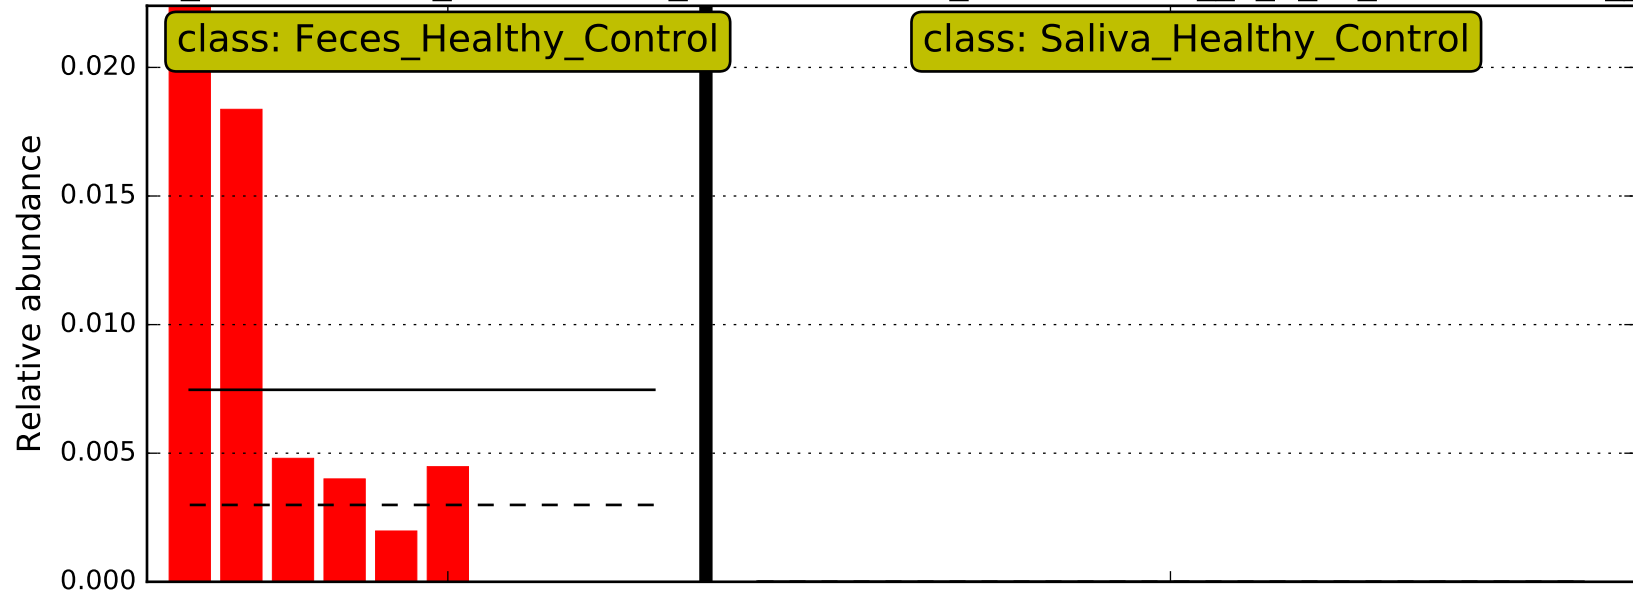 class: Feces_Healthy_Control
class: Saliva_Healthy_Control
0.020
0.015
0.010
0.005
0.000
Relative abundance